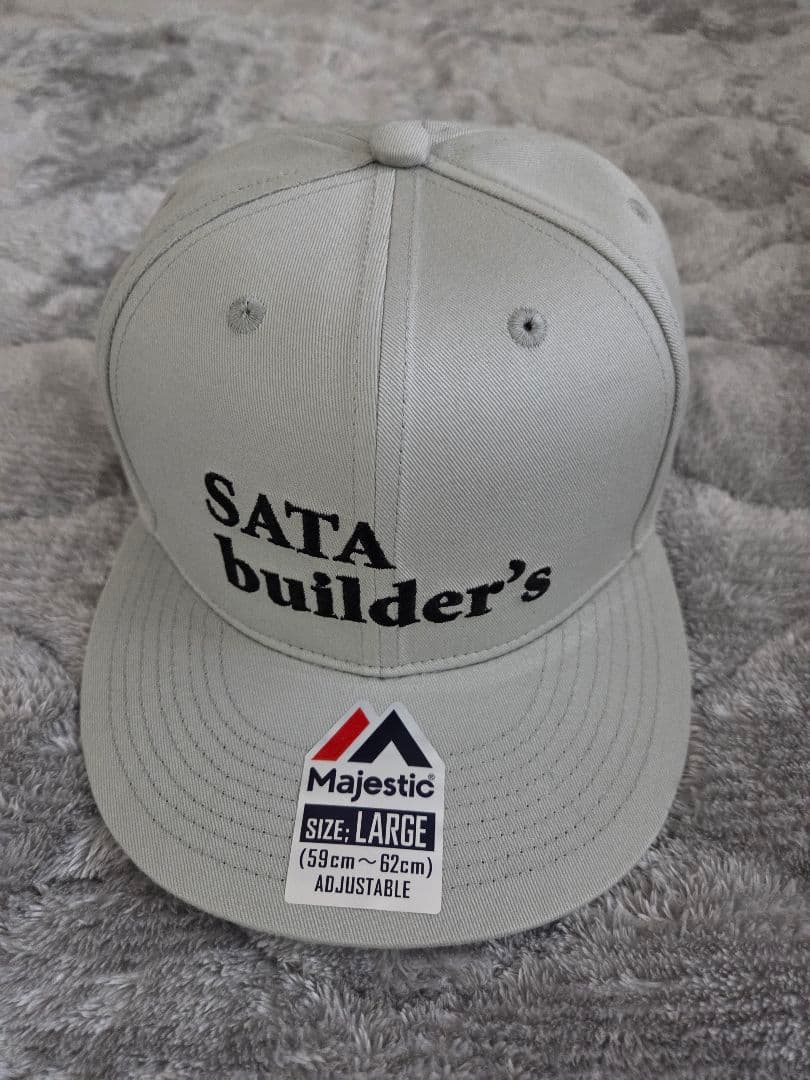 SATA
builder's
Majestic®
SIZE; LARGE
(59cm～62cm)
ADJUSTABLE